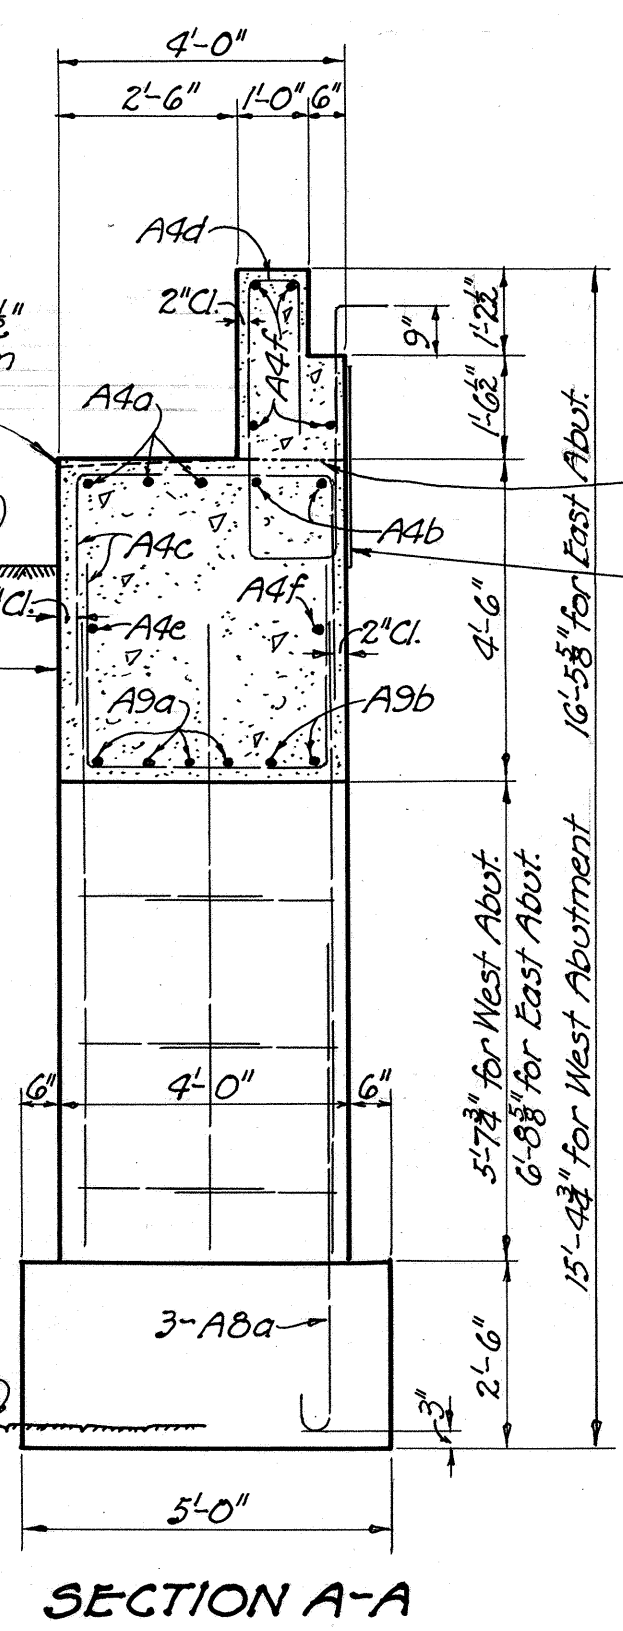 4'-0"
2'-6" 1'-0" 6"
A4d
2"Cl.
A4f
9"
1'-2½"
1'-6½"
A4a
A4b
A4c
"Cl.
A4e
A4f
2"Cl.
4'-6"
16'-5⅝" for East Abut.
A9a
A9b
5'-7¾" for West Abut.
6'-8⅝" for East Abut.
15'-4¾" for West Abutment
6" 4'-0" 6"
3-A8a
2'-6"
3"
5'-0"
SECTION A-A